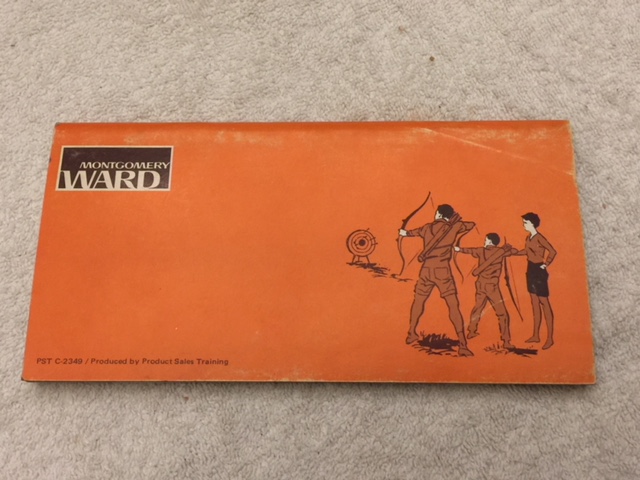 MONTGOMERY
WARD
PST C-2349 / Produced by Product Sales Training